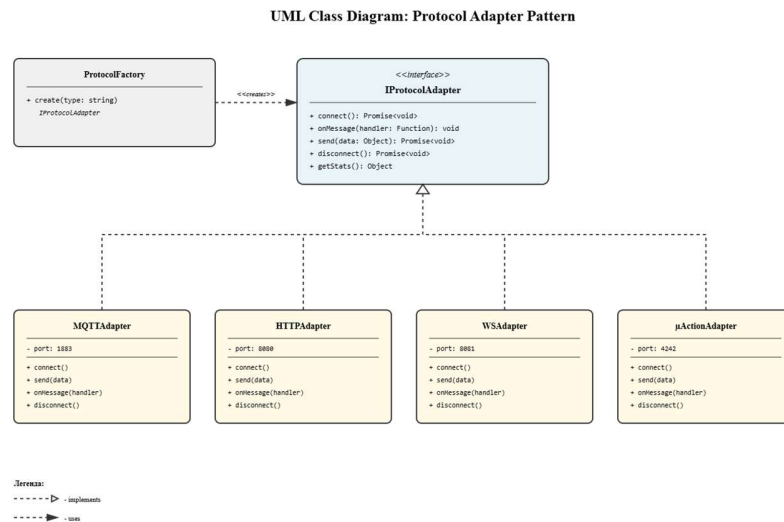 UML Class Diagram: Protocol Adapter Pattern
ProtocolFactory
+ create(type: string)
IProtocolAdapter
<<creates>>
<<interface>>
IProtocolAdapter
+ connect(): Promise<void>
+ onMessage(handler: Function): void
+ send(data: Object): Promise<void>
+ disconnect(): Promise<void>
+ getStats(): Object
MQTTAdapter
- port: 1883
+ connect()
+ send(data)
+ onMessage(handler)
+ disconnect()
HTTPAdapter
- port: 8080
+ connect()
+ send(data)
+ onMessage(handler)
+ disconnect()
WSAdapter
- port: 8081
+ connect()
+ send(data)
+ onMessage(handler)
+ disconnect()
μActionAdapter
- port: 4242
+ connect()
+ send(data)
+ onMessage(handler)
+ disconnect()
Легенда:
- implements
- uses